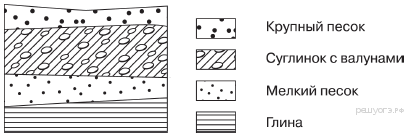 Крупный песок
Суглинок с валунами
Мелкий песок
Глина
решуогэ.рф